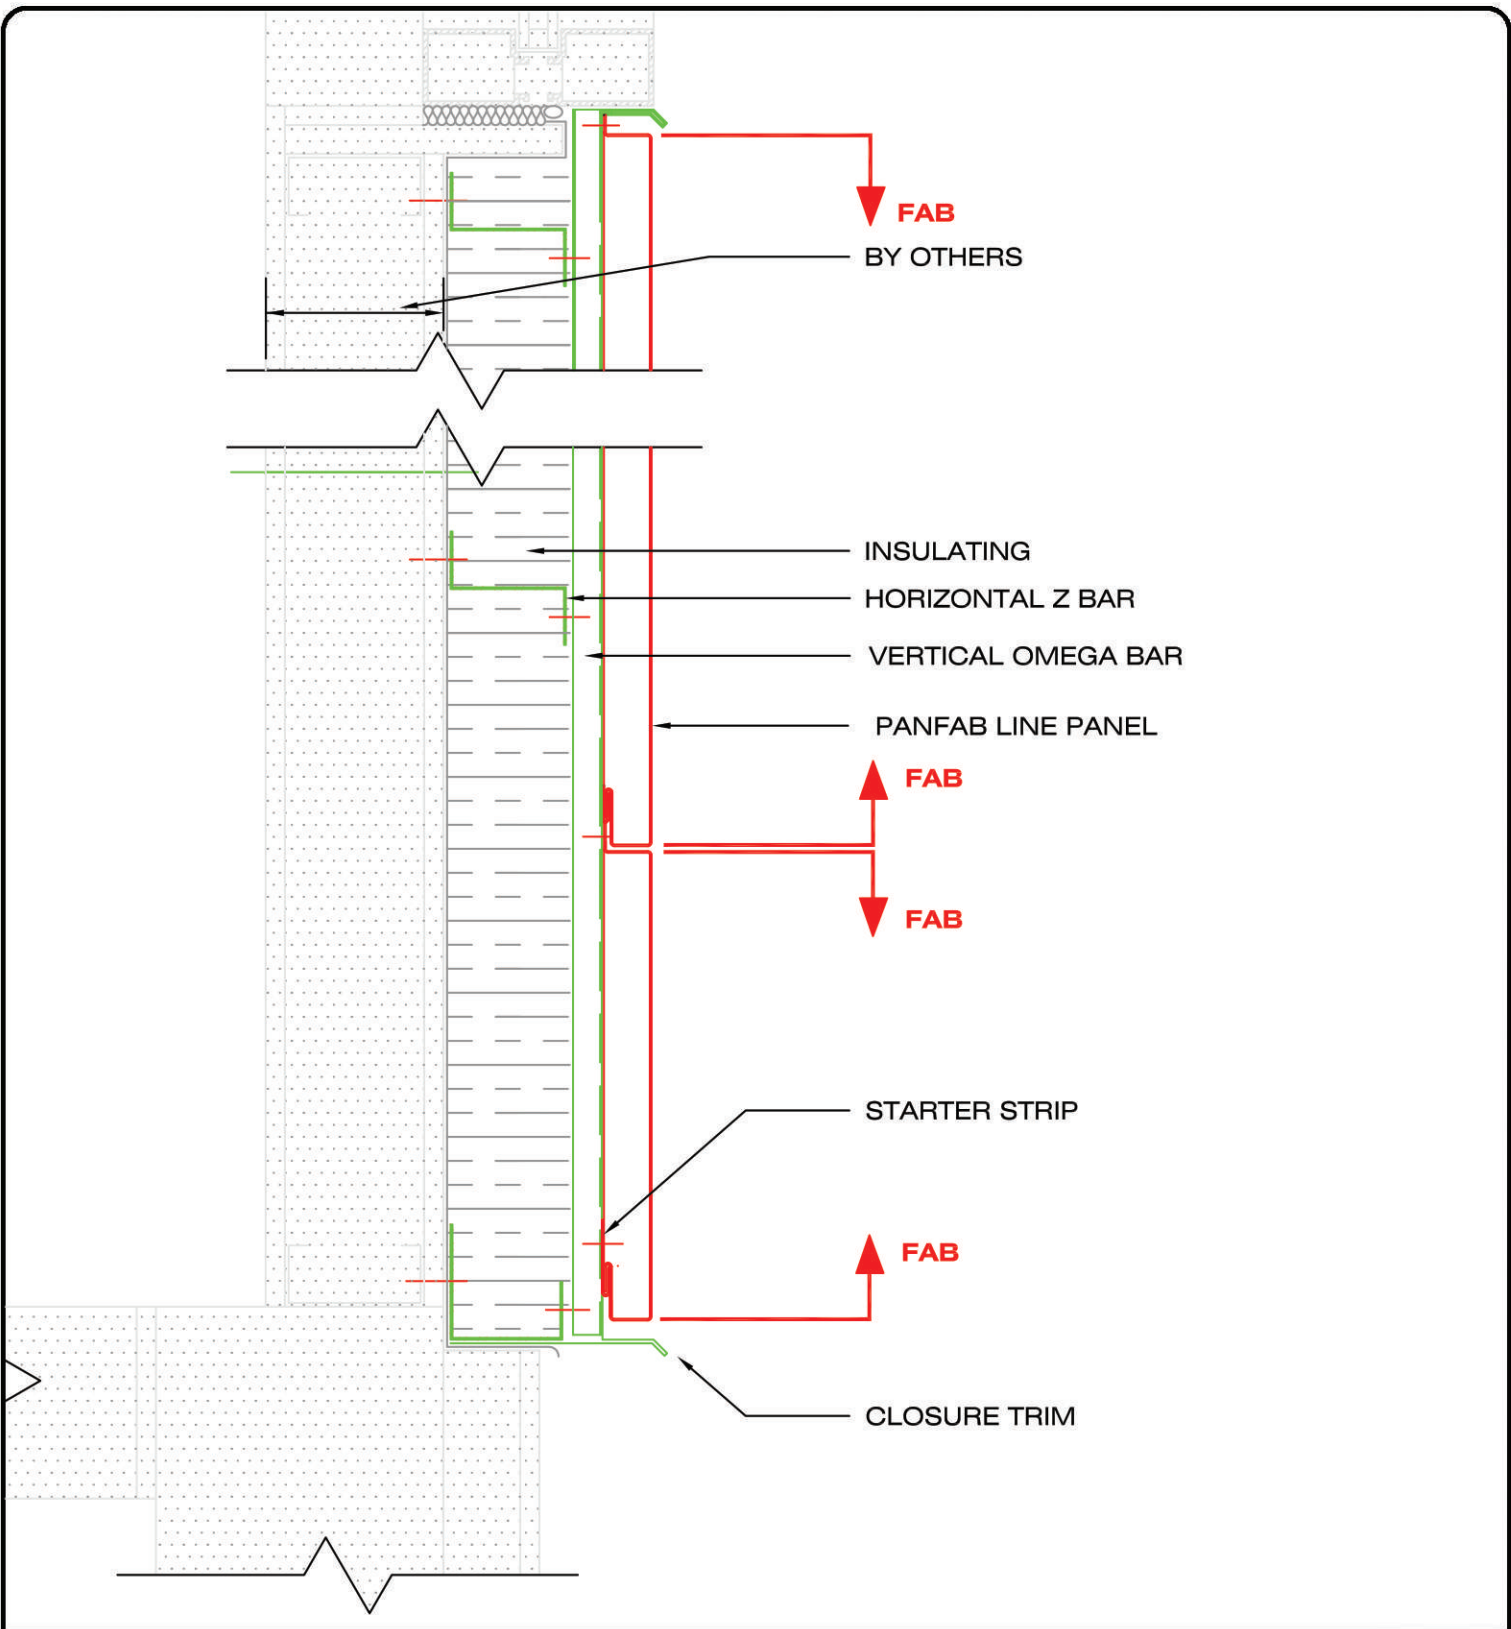 FAB
BY OTHERS
INSULATING
HORIZONTAL Z BAR
VERTICAL OMEGA BAR
PANFAB LINE PANEL
FAB
FAB
STARTER STRIP
FAB
CLOSURE TRIM